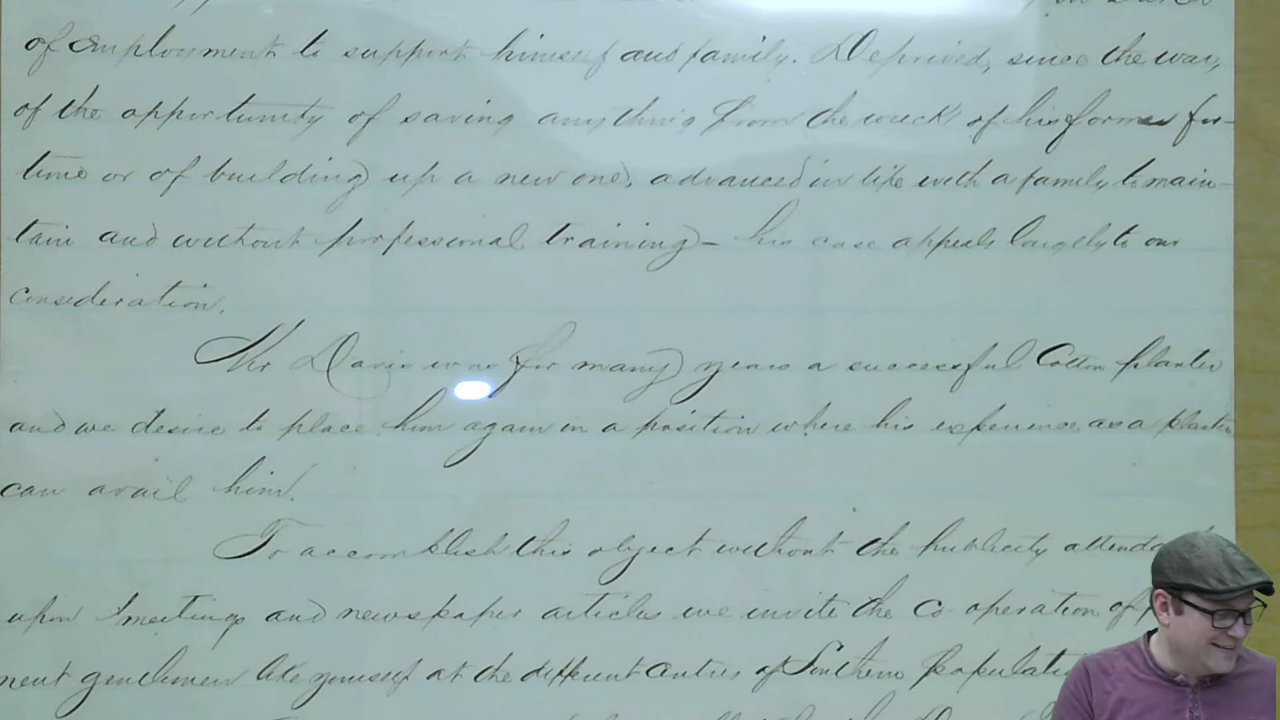 of employment to support himself and family. Deprived, since the war,
of the opportunity of saving anything from the wreck of his former for-
tune or of building up a new one, advanced in life with a family to main-
tain and without professional training – his case appeals largely to our
consideration.
Mr Davis was for many years a successful Cotton planter
and we desire to place him again in a position where his experience as a planter
can avail him.
To accomplish this object without the publicity
upon meetings and newspaper articles we invite the co operation of
nent gentlemen like yourself at the different centres of Southern